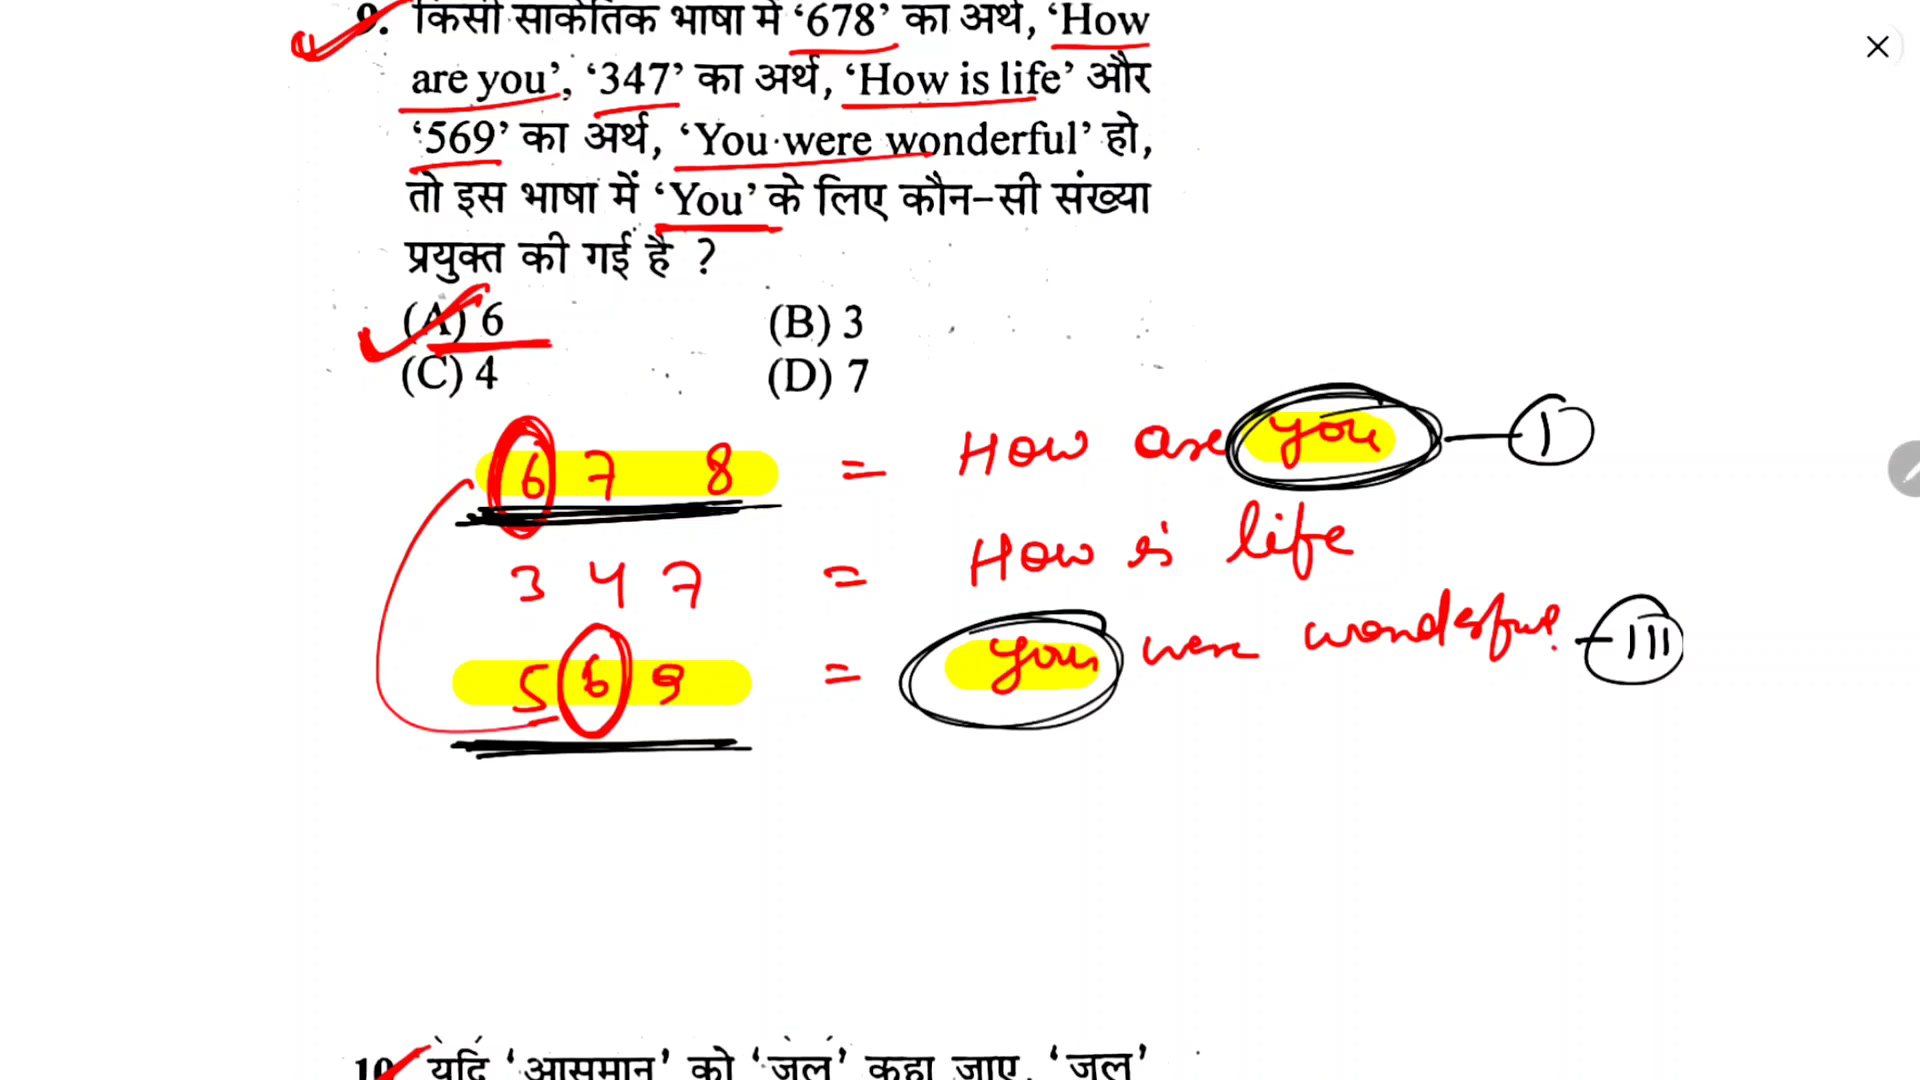 9. किसी सांकेतिक भाषा में ‘678’ का अर्थ, ‘How
are you’, ‘347’ का अर्थ, ‘How is life’ और
‘569’ का अर्थ, ‘You were wonderful’ हो,
तो इस भाषा में ‘You’ के लिए कौन-सी संख्या
प्रयुक्त की गई है ?
(A) 6 (B) 3
(C) 4 (D) 7
6 7 8 = How are you I
3 4 7 = How is life
5 6 9 = You were wonderful III
10. यदि ‘आसमान’ को ‘जल’ कहा जाए, ‘जल’